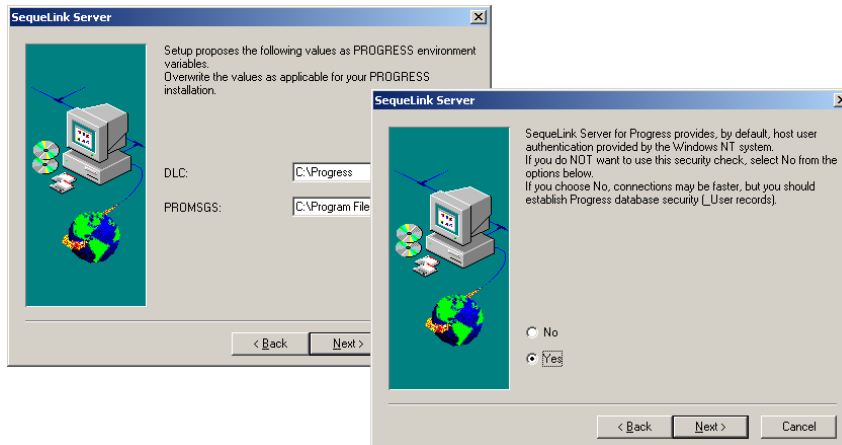 SequeLink Server
Setup proposes the following values as PROGRESS environment
variables.
Overwrite the values as applicable for your PROGRESS
installation.
DLC:
C:\Progress
PROMSGS:
C:\Program File
< Back
Next >
SequeLink Server
SequeLink Server for Progress provides, by default, host user
authentication provided by the Windows NT system.
If you do NOT want to use this security check, select No from the
options below.
If you choose No, connections may be faster, but you should
establish Progress database security (_User records).
No
Yes
< Back
Next >
Cancel